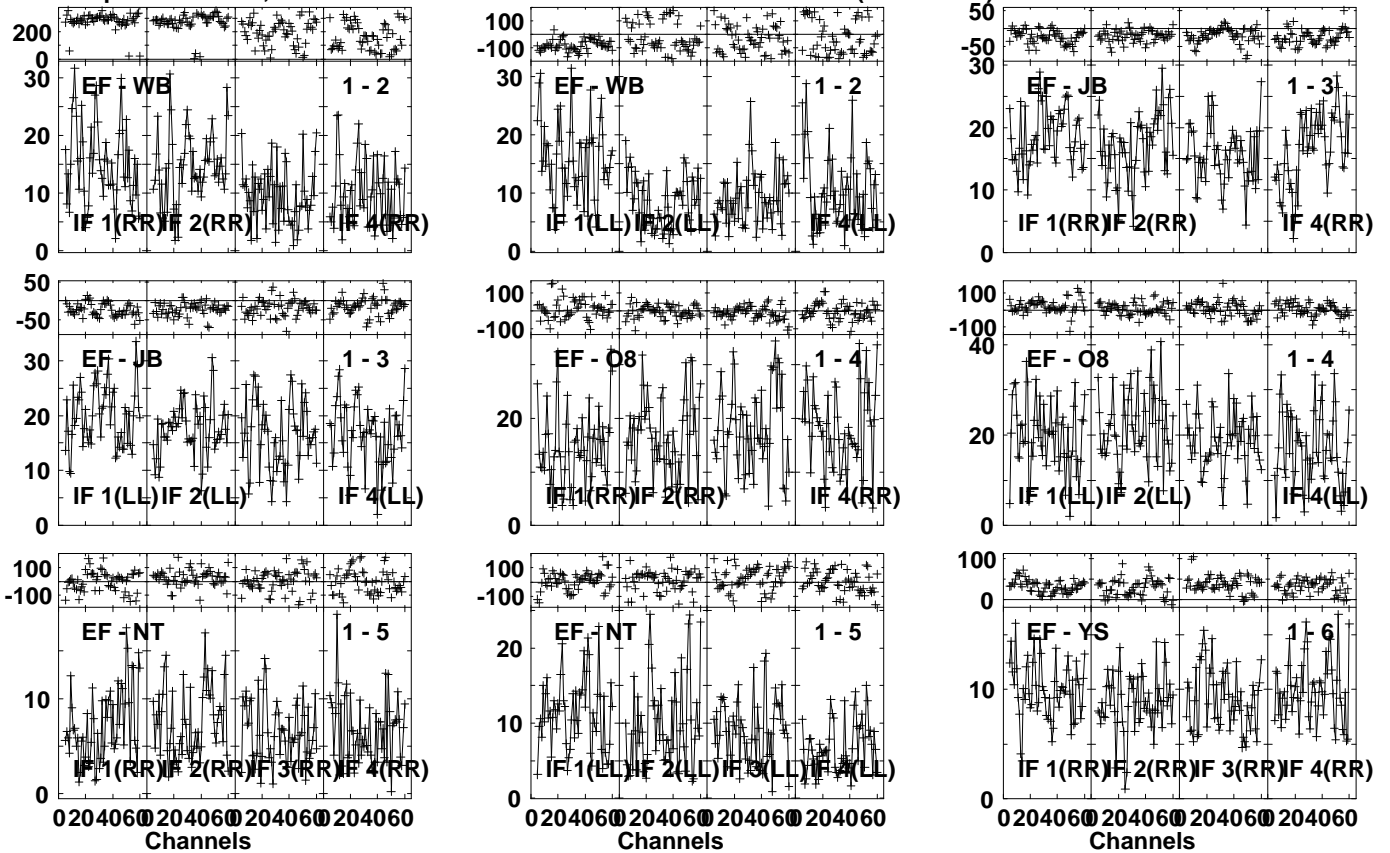 50
200 100
0 -100 -50
30 EF - WB 1 - 2 30 EF - WB 1 - 2 30 EF - JB 1 - 3
20 20 20
10 10 10
IF 1(RR) IF 2(RR) IF 4(RR) IF 1(LL) IF 2(LL) IF 4(LL) IF 1(RR) IF 2(RR) IF 4(RR)
0 0 0
50 100 100
-50 -100 -100
30 EF - JB 1 - 3 EF - O8 1 - 4 40 EF - O8 1 - 4
20 20 20
10
IF 1(LL) IF 2(LL) IF 4(LL) IF 1(RR) IF 2(RR) IF 4(RR) IF 1(LL) IF 2(LL) IF 4(LL)
0 0 0
100 100 100
-100 -100 0
EF - NT 1 - 5 EF - NT 1 - 5 EF - YS 1 - 6
20
10 10 10
IF 1(RR) IF 2(RR) IF 3(RR) IF 4(RR) IF 1(LL) IF 2(LL) IF 3(LL) IF 4(LL) IF 1(RR) IF 2(RR) IF 3(RR) IF 4(RR)
0 0 0
0 20 40 60 0 20 40 60 0 20 40 60 0 20 40 60 0 20 40 60 0 20 40 60 0 20 40 60 0 20 40 60 0 20 40 60 0 20 40 60 0 20 40 60 0 20 40 60
Channels Channels Channels